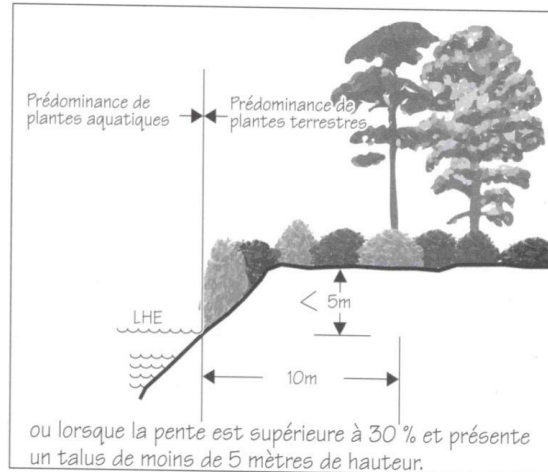 Prédominance de
plantes aquatiques
Prédominance de
plantes terrestres
< 5m
LHE
10m
ou lorsque la pente est supérieure à 30 % et présente
un talus de moins de 5 mètres de hauteur.